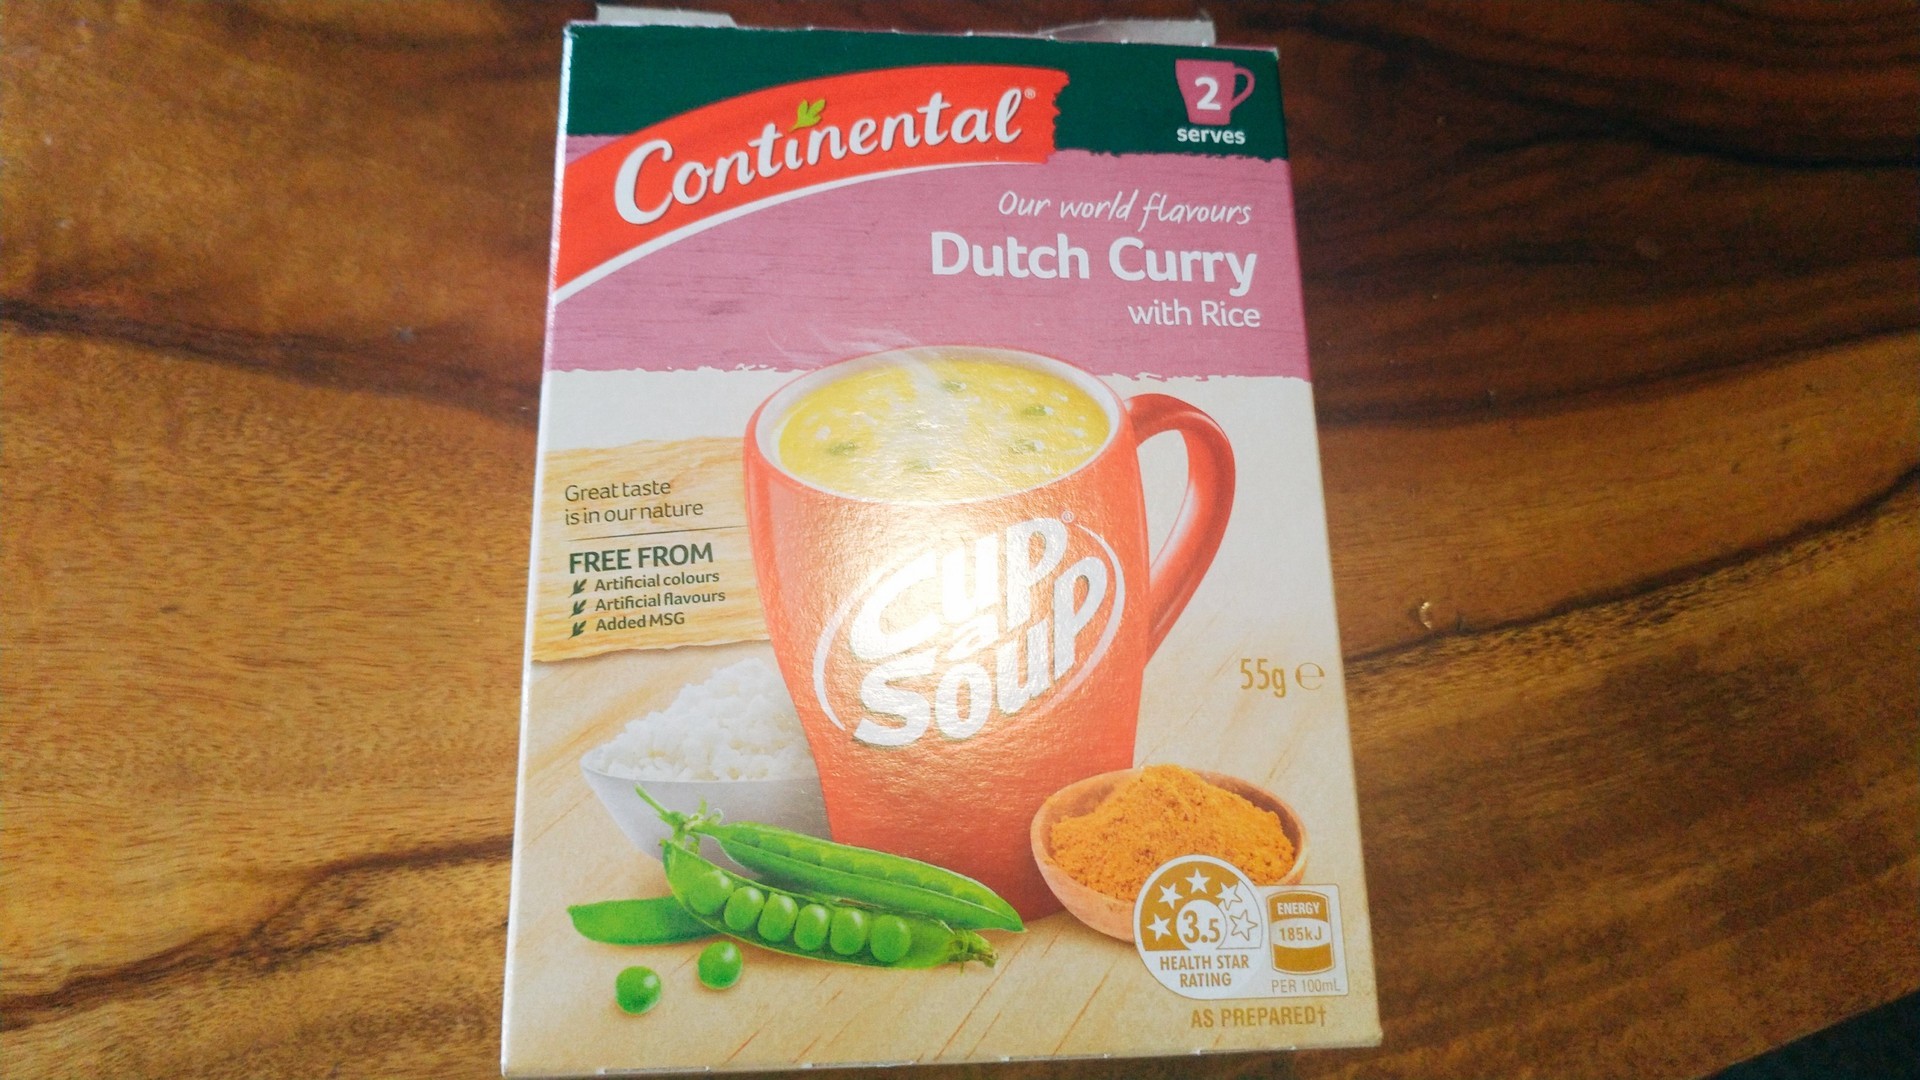 Continental®
2
serves
Our world flavours
Dutch Curry
with Rice
Great taste
is in our nature
FREE FROM
Artificial colours
Artificial flavours
Added MSG
CUP®
a
SOUP
55g ℮
3.5
HEALTH STAR
RATING
ENERGY
185kJ
PER 100mL
AS PREPARED†